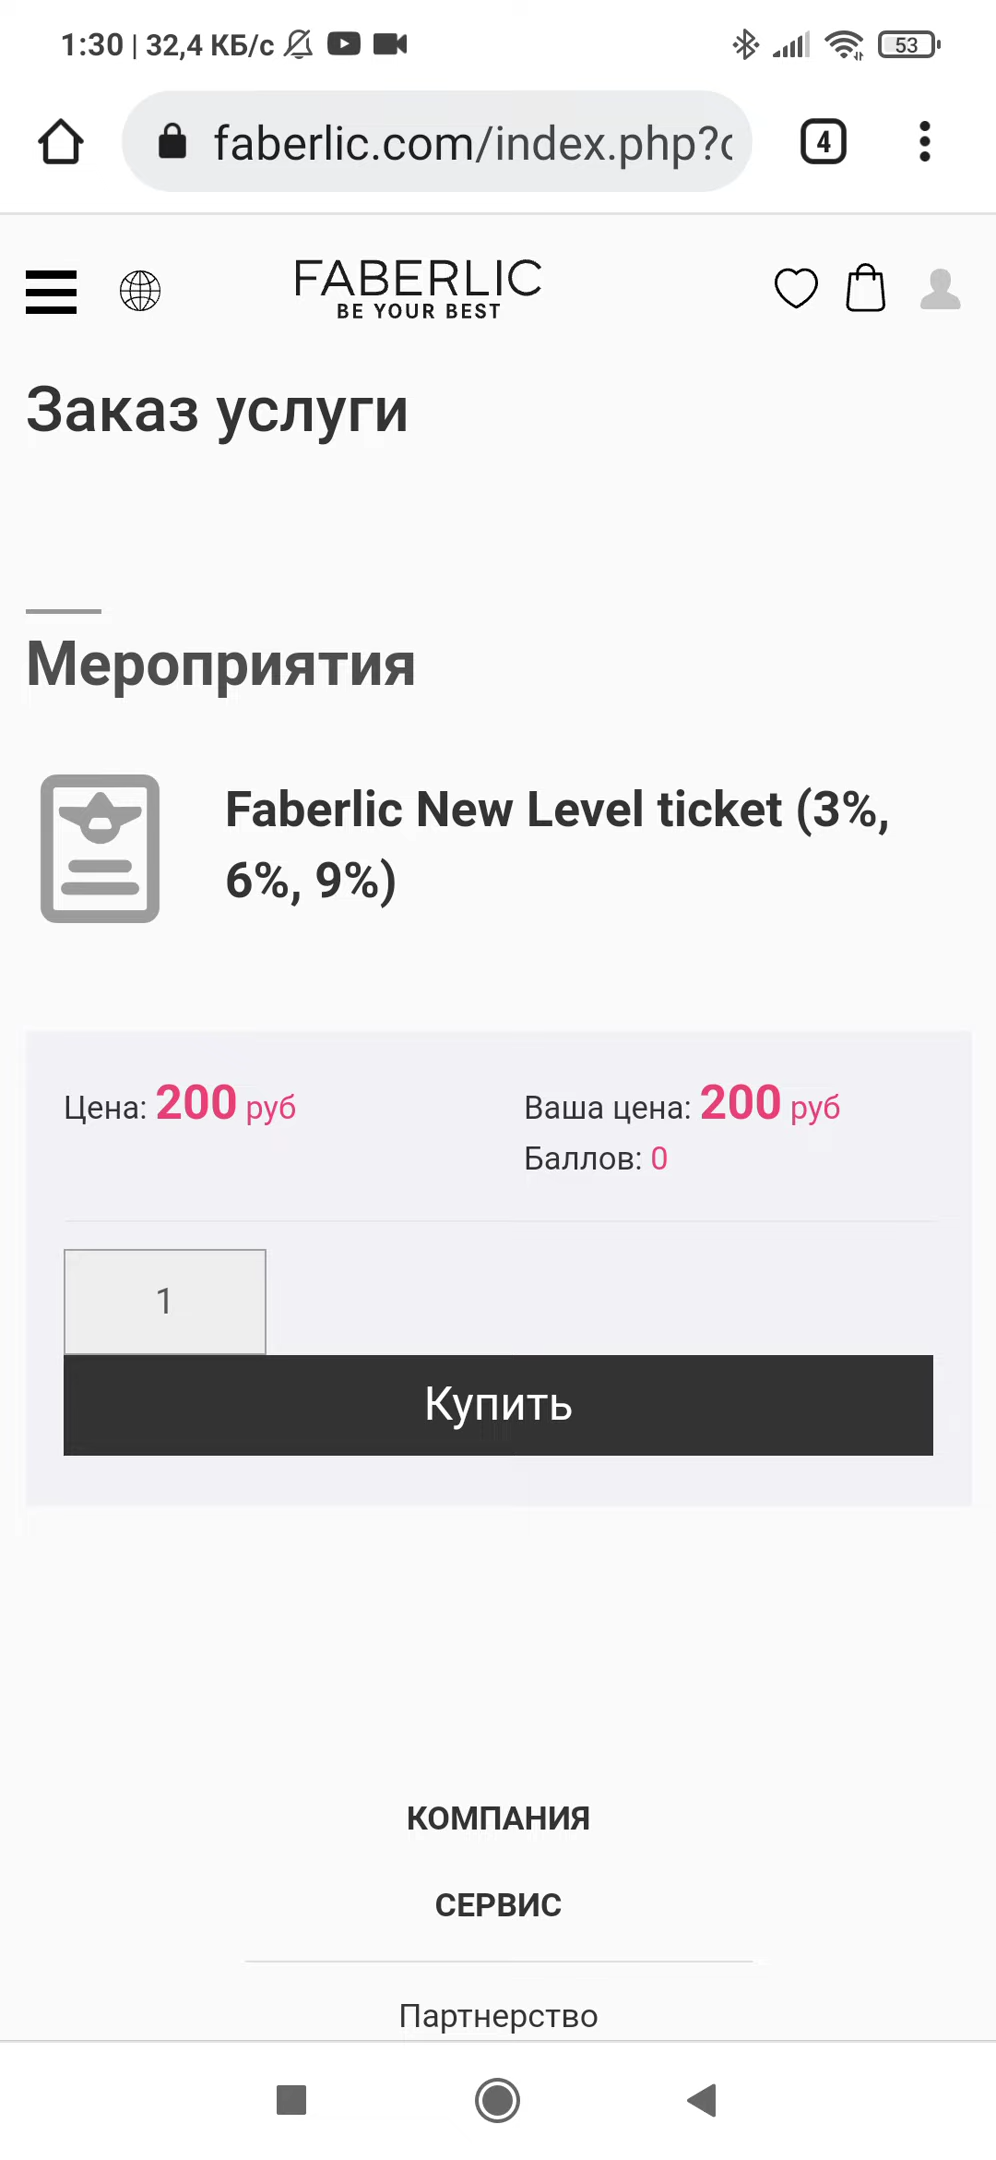 1:30 | 32,4 КБ/с
53
faberlic.com/index.php?c
4
FABERLIC
BE YOUR BEST
Заказ услуги
Мероприятия
Faberlic New Level ticket (3%,
6%, 9%)
Цена: 200 руб
Ваша цена: 200 руб
Баллов: 0
1
Купить
КОМПАНИЯ
СЕРВИС
Партнерство